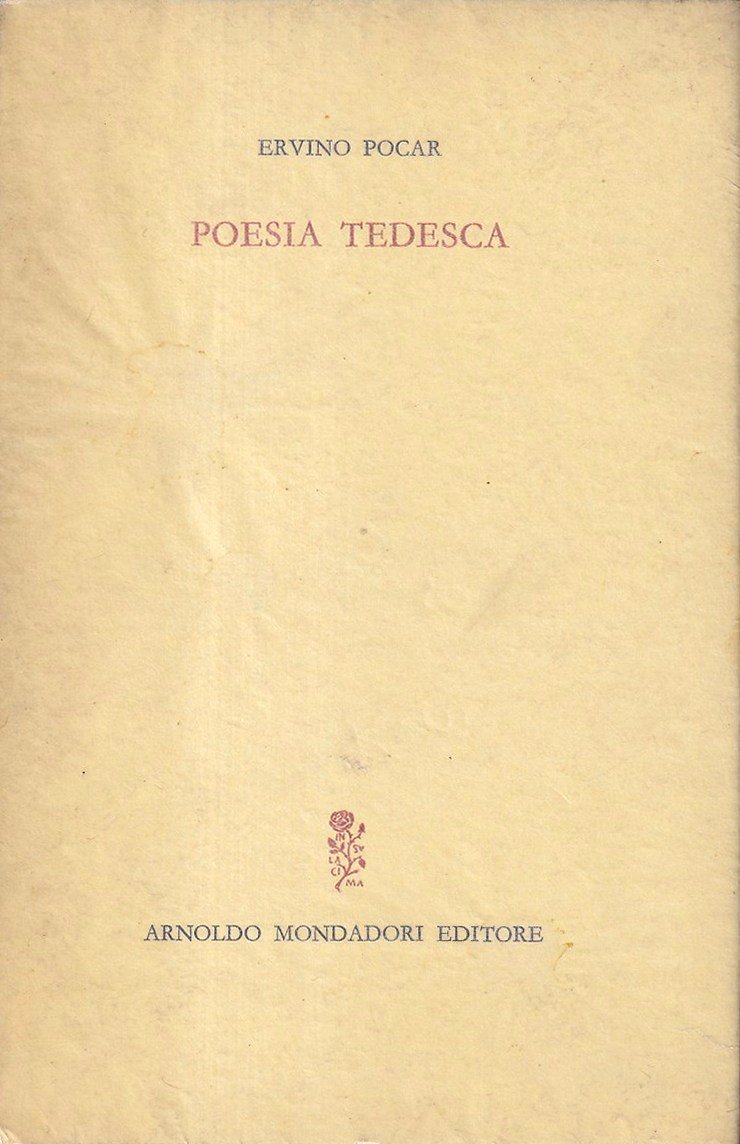 ERVINO POCAR
POESIA TEDESCA
IN
SV
LA
CI
MA
ARNOLDO MONDADORI EDITORE